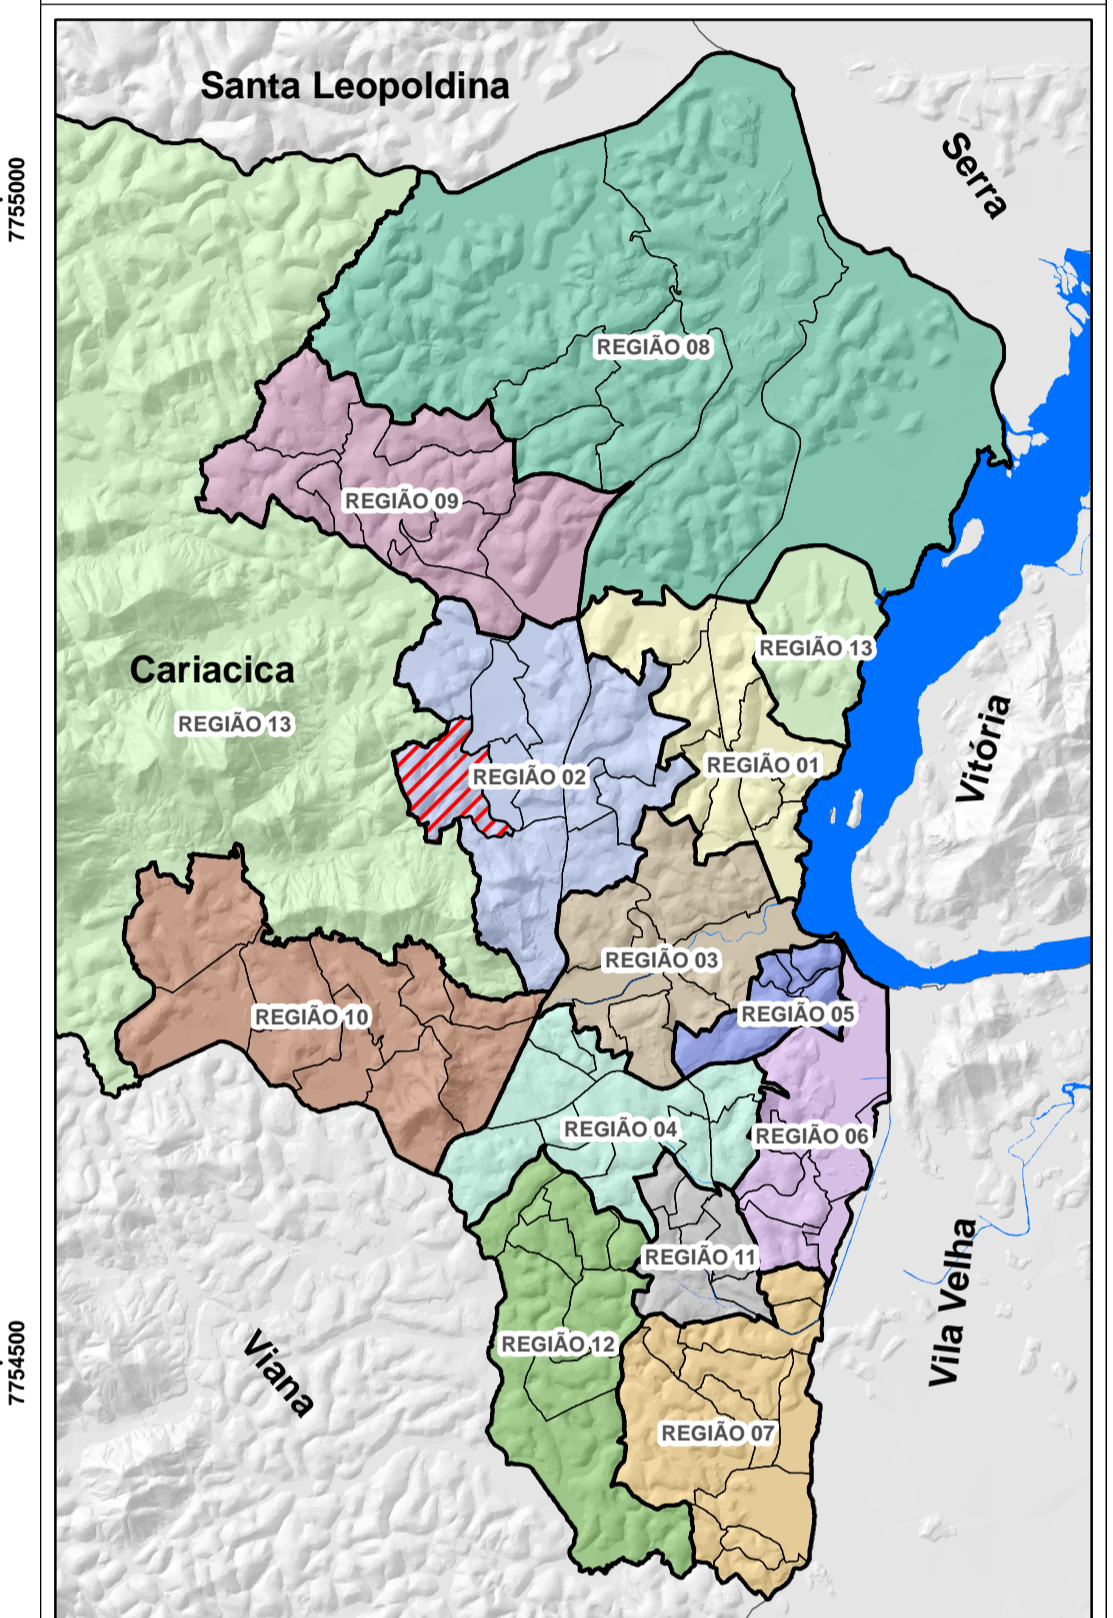 Santa Leopoldina
Serra
7755000
REGIÃO 08
REGIÃO 09
REGIÃO 13
Cariacica
REGIÃO 13
Vitória
REGIÃO 01
REGIÃO 02
REGIÃO 03
REGIÃO 05
REGIÃO 10
REGIÃO 04
REGIÃO 06
REGIÃO 11
Vila Velha
REGIÃO 12
7754500
Viana
REGIÃO 07